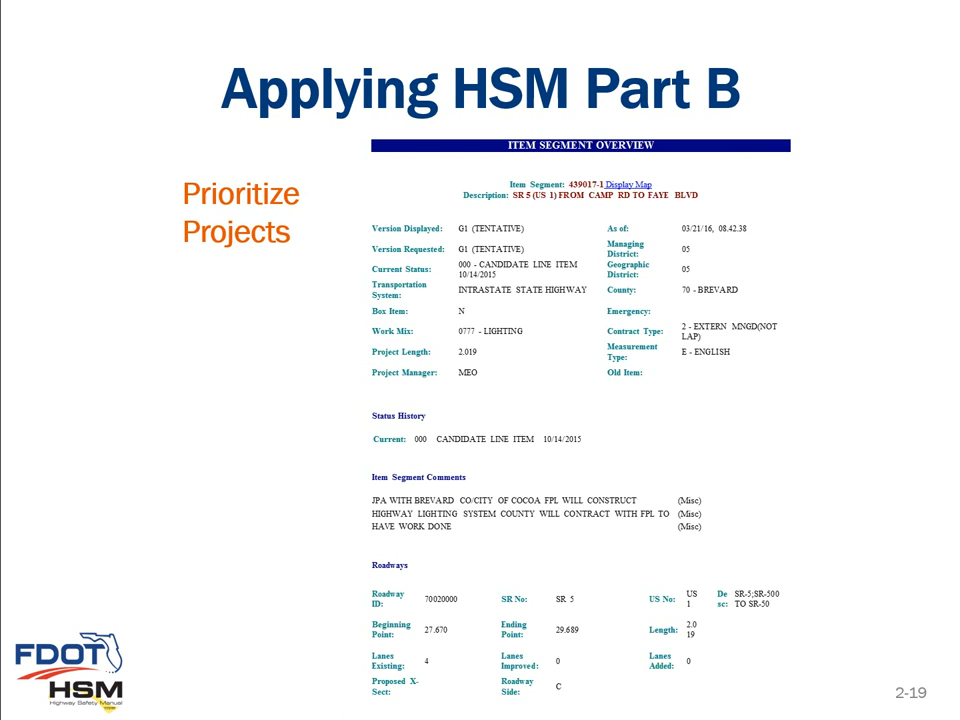 Applying HSM Part B
Prioritize
Projects
ITEM SEGMENT OVERVIEW
Item Segment: 439017-1 Display Map
Description: SR 5 (US 1) FROM CAMP RD TO FAYE BLVD
Version Displayed: G1 (TENTATIVE) As of: 03/21/16, 08.42.38
Version Requested: G1 (TENTATIVE) Managing
District: 05
Current Status: 000 - CANDIDATE LINE ITEM
10/14/2015 Geographic
District: 05
Transportation
System: INTRASTATE STATE HIGHWAY County: 70 - BREVARD
Box Item: N Emergency:
Work Mix: 0777 - LIGHTING Contract Type: 2 - EXTERN MNGD(NOT
LAP)
Project Length: 2.019 Measurement
Type: E - ENGLISH
Project Manager: MEO Old Item:
Status History
Current: 000 CANDIDATE LINE ITEM 10/14/2015
Item Segment Comments
JPA WITH BREVARD CO/CITY OF COCOA FPL WILL CONSTRUCT (Misc)
HIGHWAY LIGHTING SYSTEM COUNTY WILL CONTRACT WITH FPL TO (Misc)
HAVE WORK DONE (Misc)
Roadways
Roadway
ID: 70020000 SR No: SR 5 US No: US
1 De
sc: SR-5;SR-500
TO SR-50
Beginning
Point: 27.670 Ending
Point: 29.689 Length: 2.0
19
Lanes
Existing: 4 Lanes
Improved: 0 Lanes
Added: 0
Proposed X-
Sect: Roadway
Side: C
FDOT
HSM
Highway Safety Manual
2-19